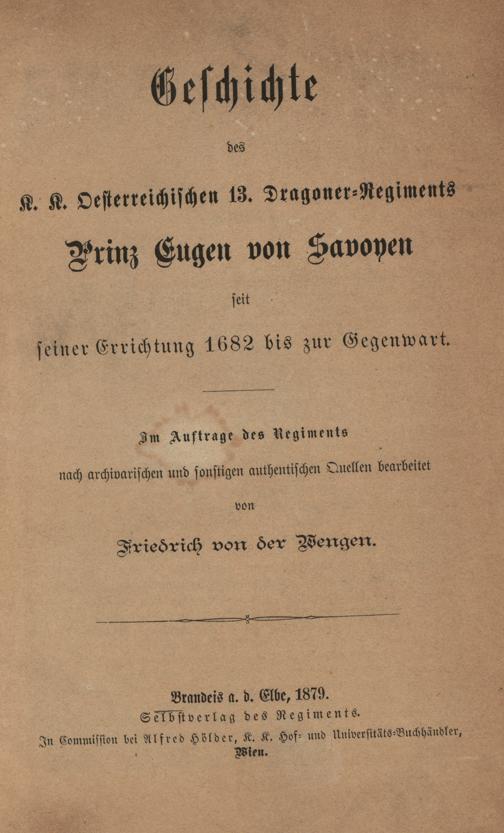 Geschichte
des
K. K. Oesterreichischen 13. Dragoner-Regiments
Prinz Eugen von Savoyen
seit
seiner Errichtung 1682 bis zur Gegenwart.
Im Auftrage des Regiments
nach archivarischen und sonstigen authentischen Quellen bearbeitet
von
Friedrich von der Wengen.
Brandeis a. d. Elbe, 1879.
Selbstverlag des Regiments.
In Commission bei Alfred Hölder, K. K. Hof- und Universitäts-Buchhändler,
Wien.